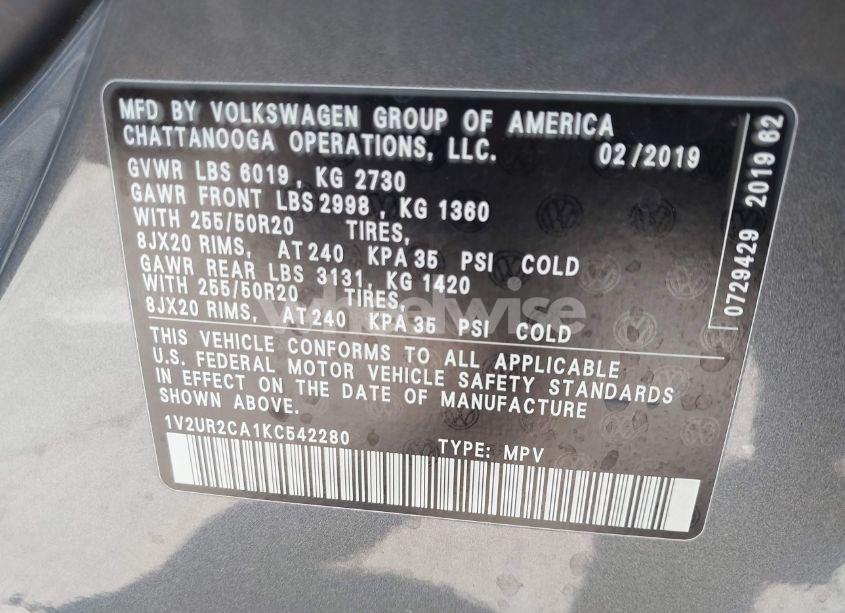 MFD BY VOLKSWAGEN GROUP OF AMERICA
CHATTANOOGA OPERATIONS, LLC. 02/2019
GVWR LBS 6019, KG 2730
GAWR FRONT LBS 2998, KG 1360
WITH 255/50R20 TIRES,
8JX20 RIMS, AT 240 KPA 35 PSI COLD
GAWR REAR LBS 3131, KG 1420
WITH 255/50R20 TIRES,
8JX20 RIMS, AT 240 KPA 35 PSI COLD
THIS VEHICLE CONFORMS TO ALL APPLICABLE
U.S. FEDERAL MOTOR VEHICLE SAFETY STANDARDS
IN EFFECT ON THE DATE OF MANUFACTURE
SHOWN ABOVE.
1V2UR2CA1KC542280 TYPE: MPV
0729429 2019 62
wheelwise